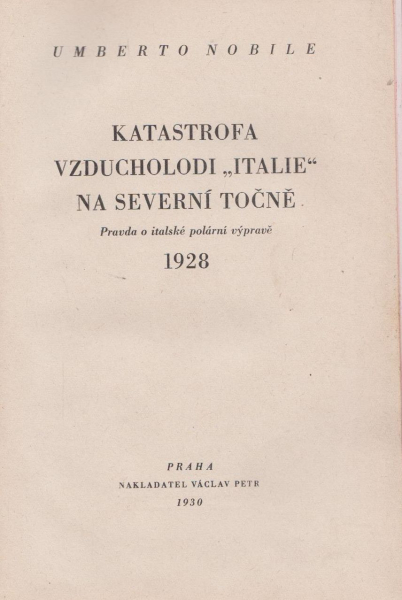 UMBERTO NOBILE
KATASTROFA
VZDUCHOLODI „ITALIE“
NA SEVERNÍ TOČNĚ
Pravda o italské polární výpravě
1928
PRAHA
NAKLADATEL VÁCLAV PETR
1930